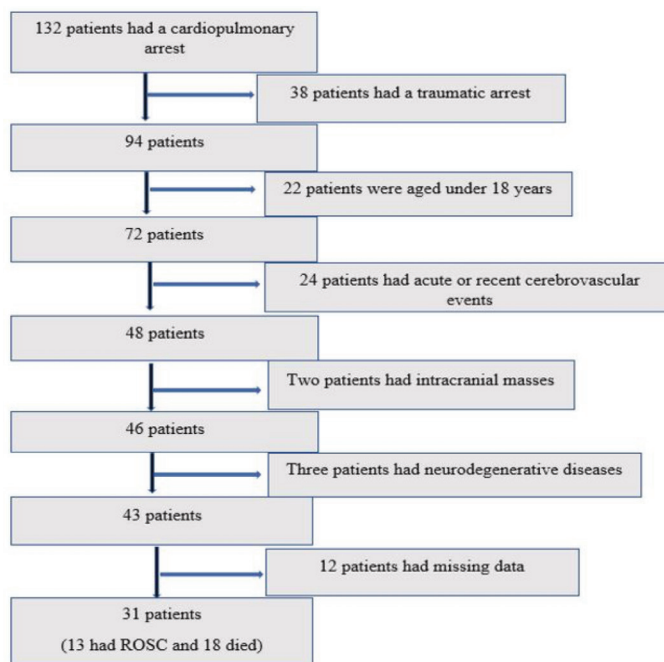 132 patients had a cardiopulmonary
arrest
38 patients had a traumatic arrest
94 patients
22 patients were aged under 18 years
72 patients
24 patients had acute or recent cerebrovascular
events
48 patients
Two patients had intracranial masses
46 patients
Three patients had neurodegenerative diseases
43 patients
12 patients had missing data
31 patients
(13 had ROSC and 18 died)